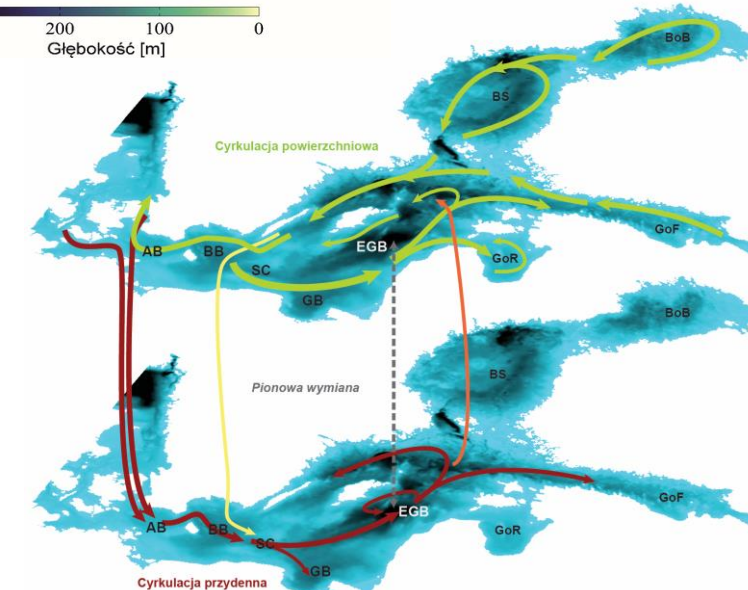 200 100 0
Głębokość [m]
BoB
BS
Cyrkulacja powierzchniowa
GoF
AB BB EGB
SC GoR
GB
BoB
BS
Pionowa wymiana
GoF
AB BB SC EGB
GoR
GB
Cyrkulacja przydenna